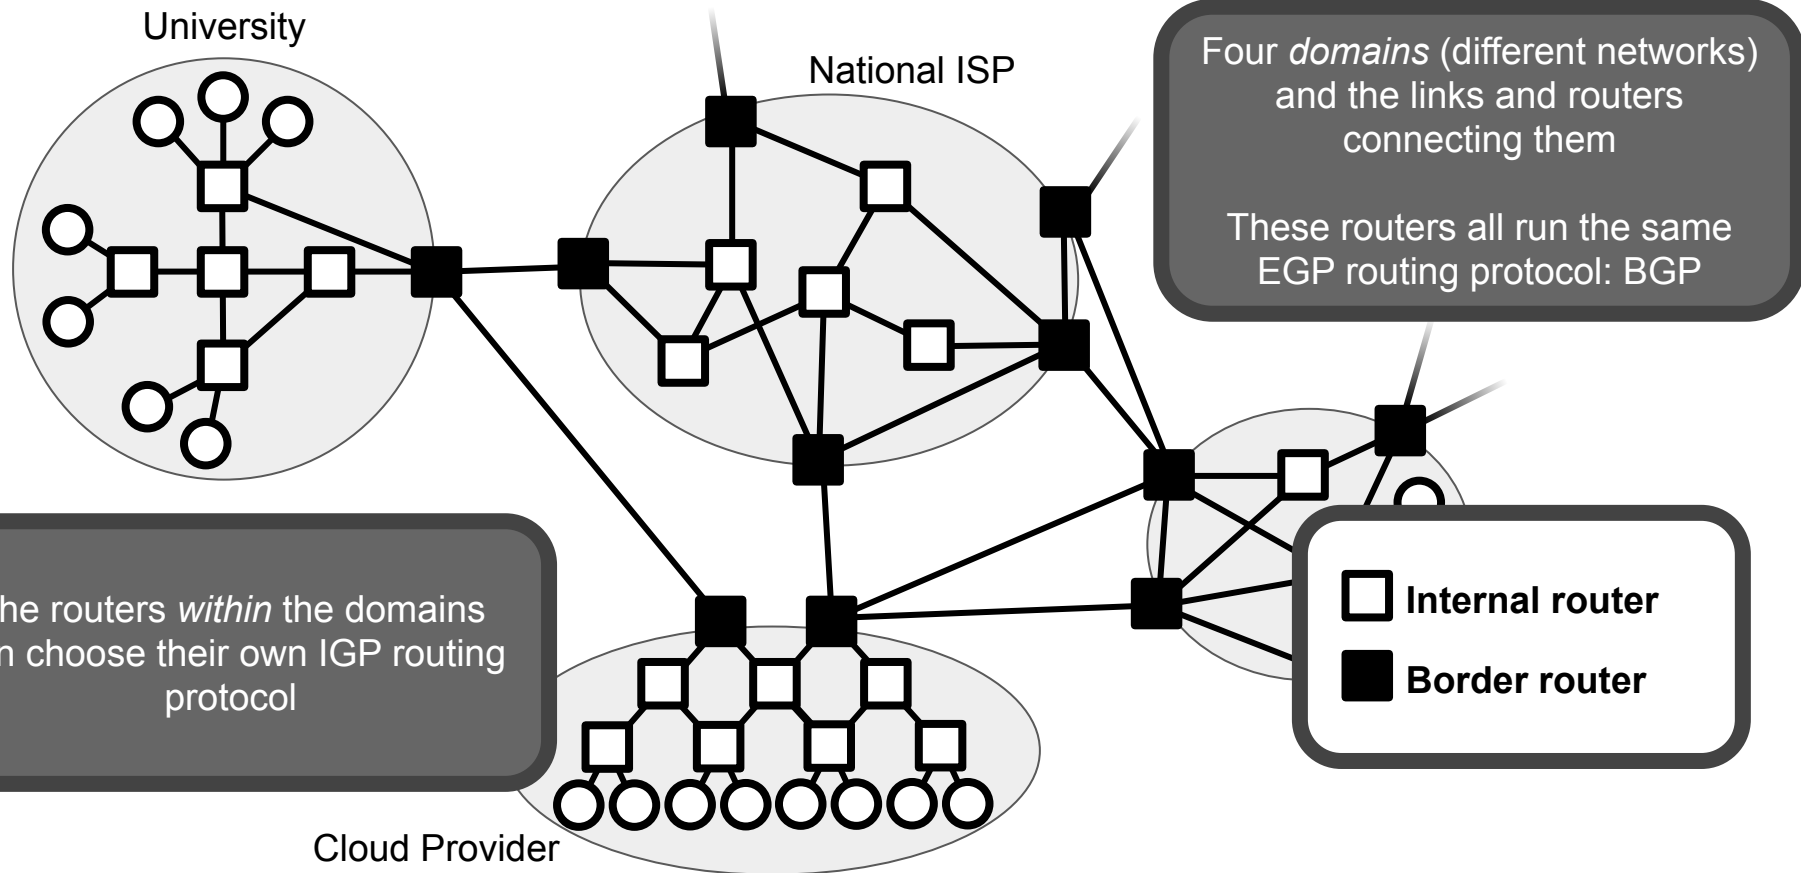 University
National ISP
Four domains (different networks)
and the links and routers
connecting them
These routers all run the same
EGP routing protocol: BGP
he routers within the domains
n choose their own IGP routing
protocol
Internal router
Border router
Cloud Provider